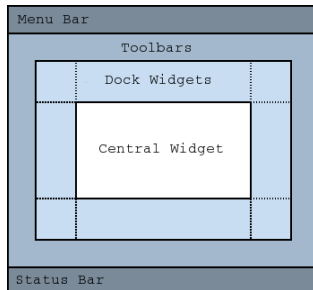 Menu Bar
Toolbars
Dock Widgets
Central Widget
Status Bar